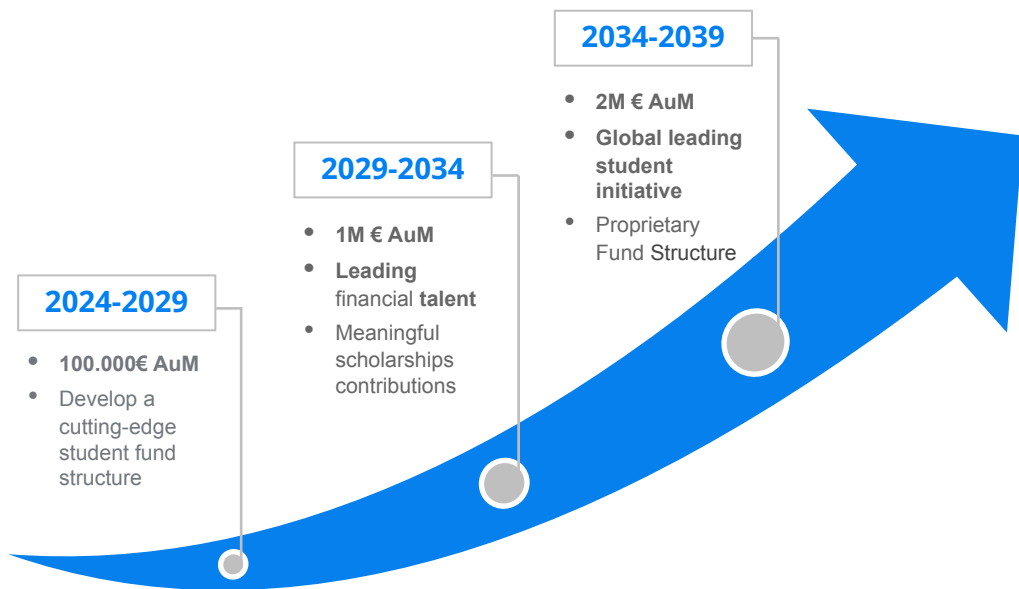 2024-2029
• 100.000€ AuM
• Develop a
cutting-edge
student fund
structure
2029-2034
• 1M € AuM
• Leading
financial talent
• Meaningful
scholarships
contributions
2034-2039
• 2M € AuM
• Global leading
student
initiative
• Proprietary
Fund Structure